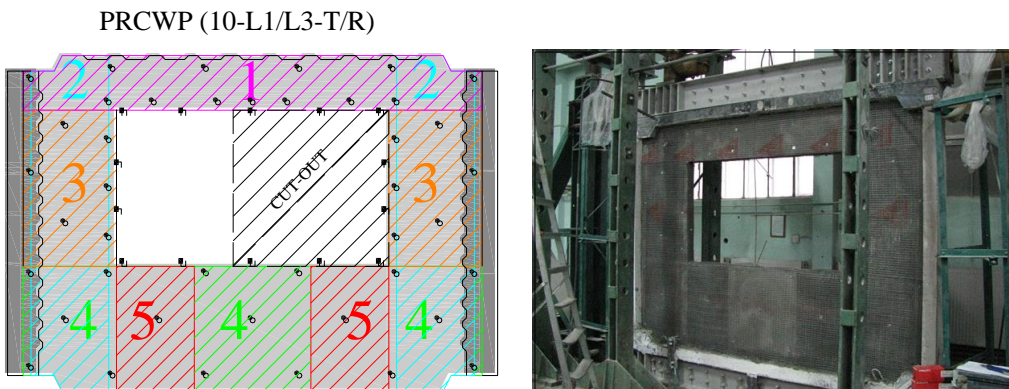 PRCWP (10-L1/L3-T/R)
2 1 2
3 CUT-OUT 3
4 5 4 5 4